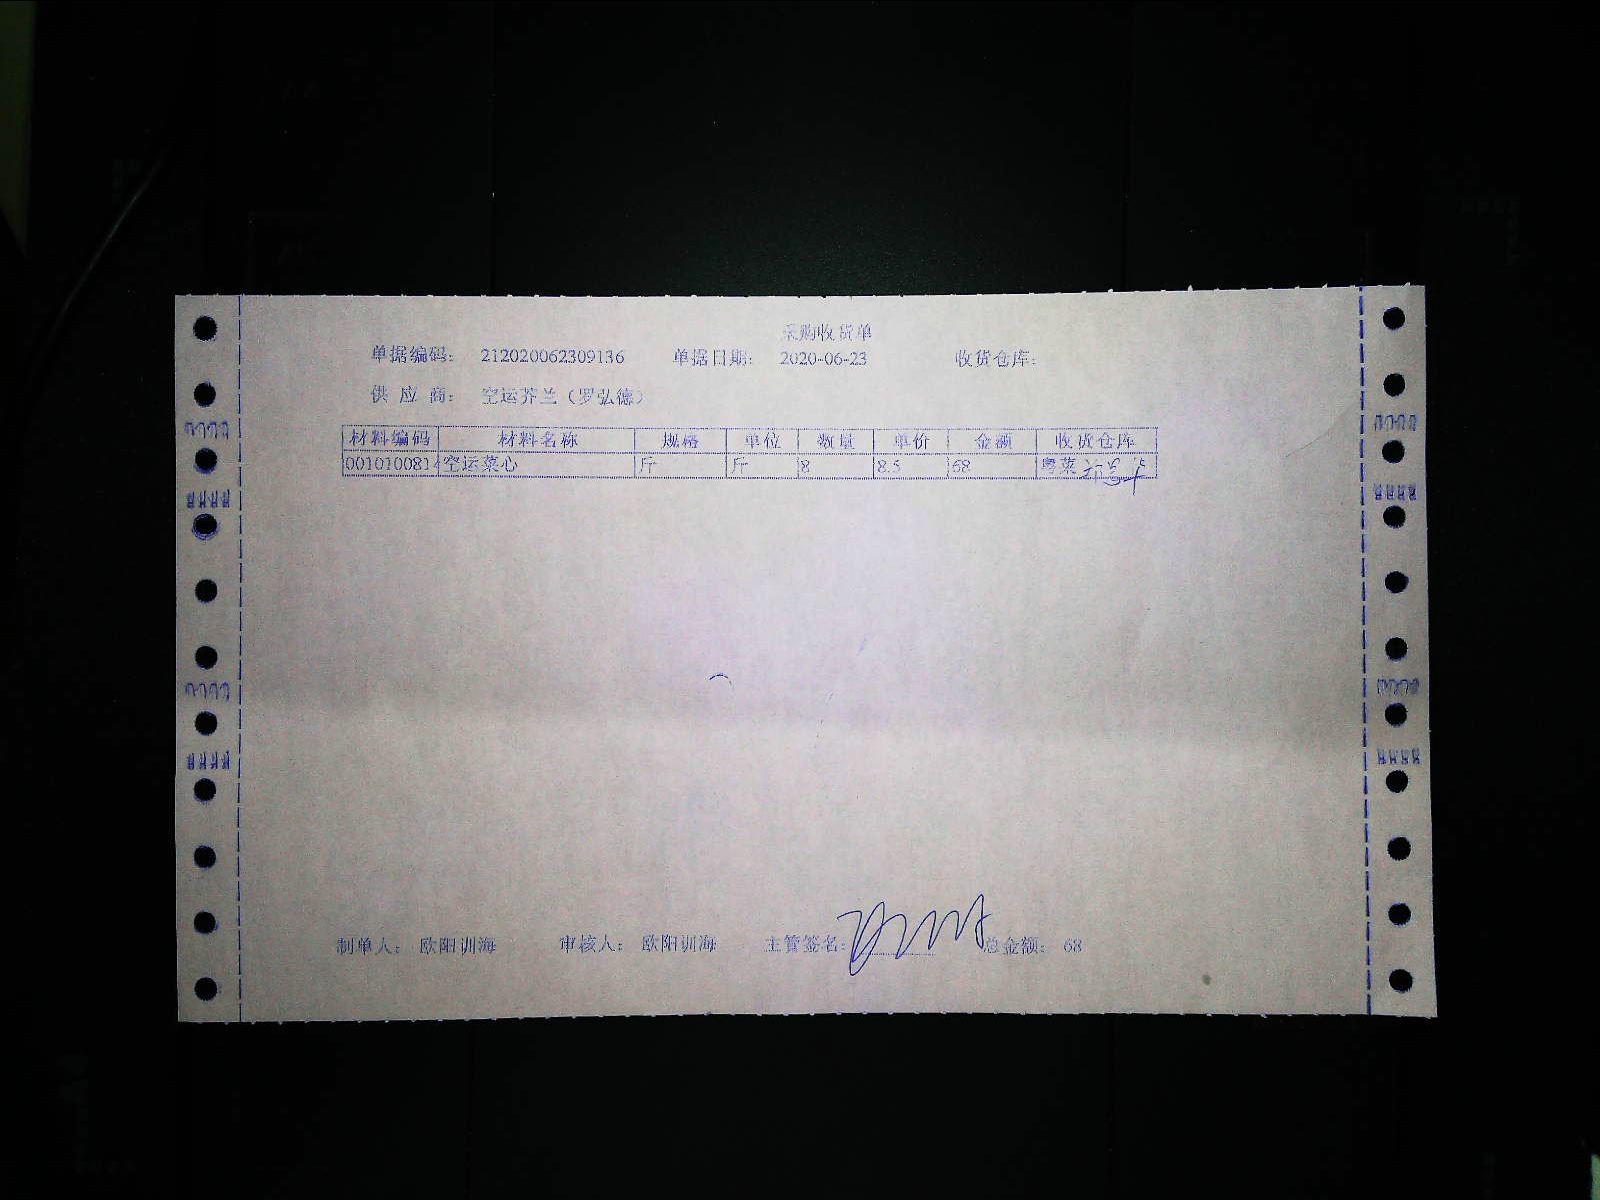 采购收货单
单据编码: 212020062309136 单据日期: 2020-06-23 收货仓库:
供应商: 空运芥兰（罗弘德）
材料编码 材料名称 规格 单位 数量 单价 金额 收货仓库
0010100814 空运菜心 斤 斤 8 8.5 68 粤菜
制单人: 欧阳训海 审核人: 欧阳训海 主管签名: 总金额: 68